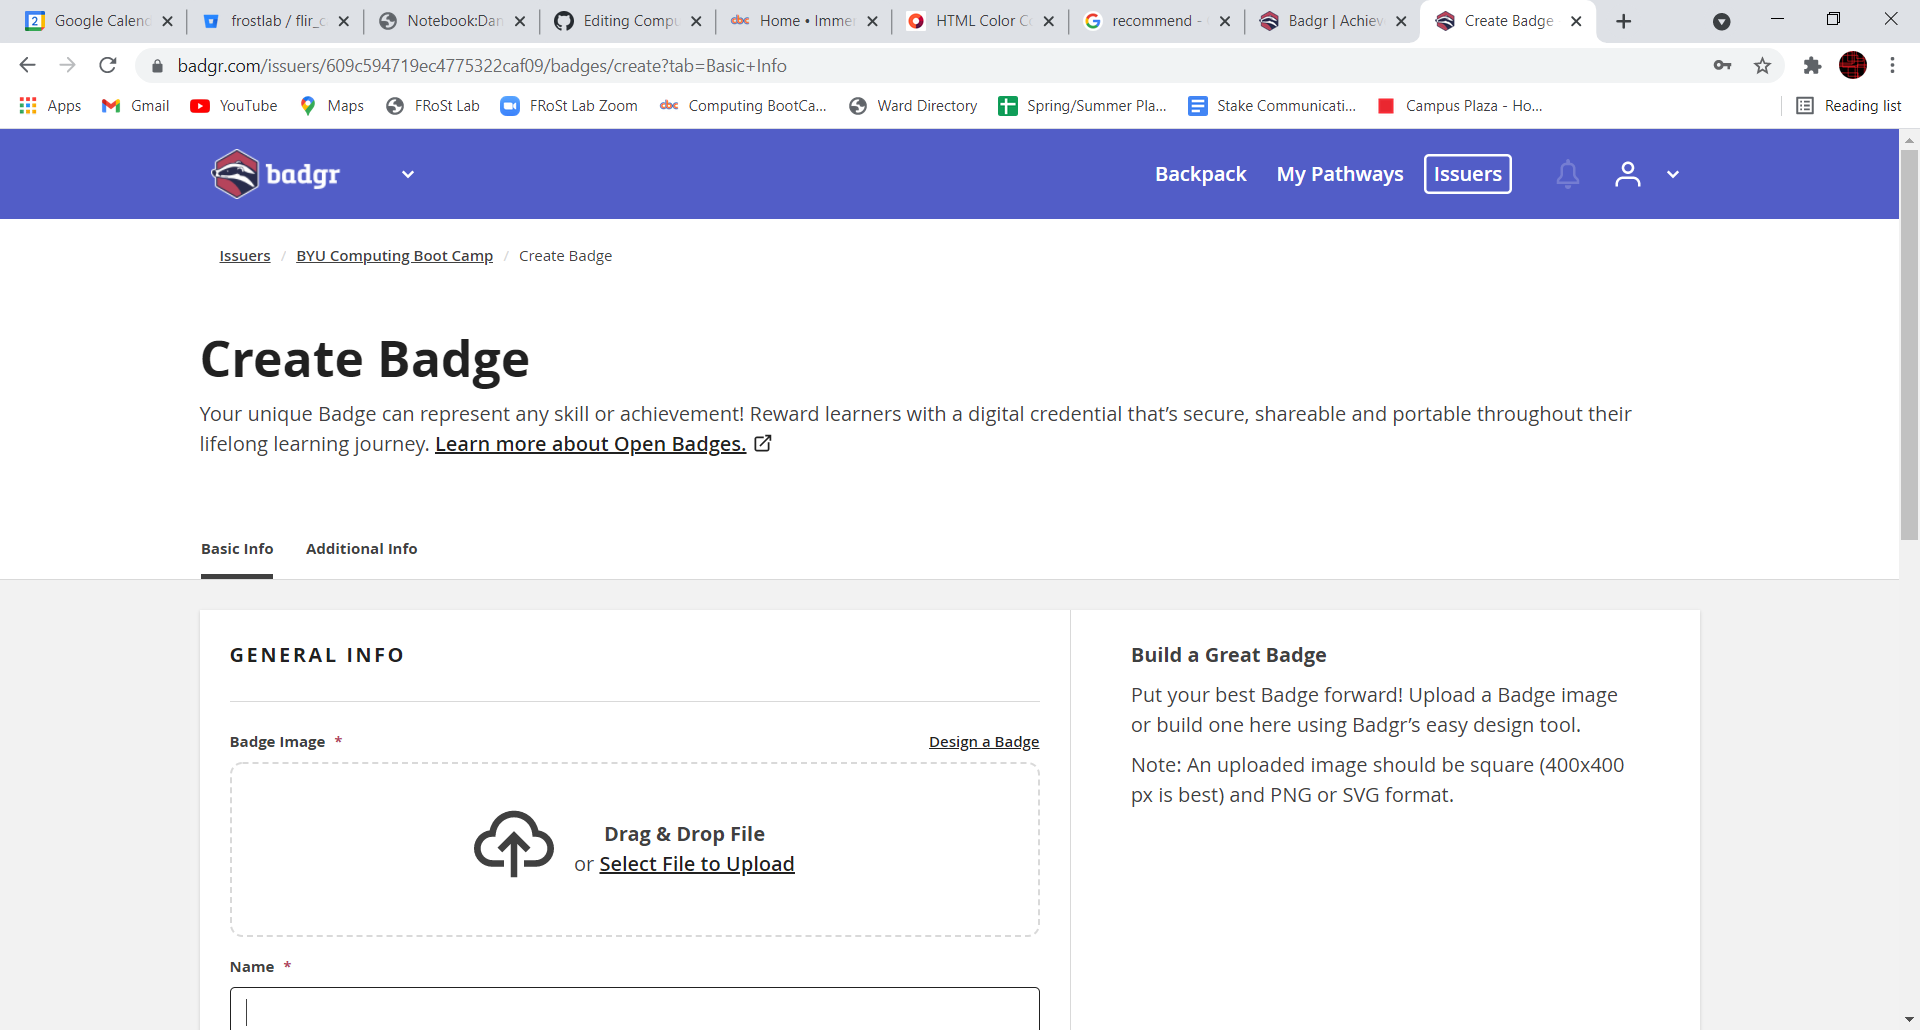 Google Calend
frostlab / flir_c
Notebook:Dan
Editing Compu
Home • Imme
HTML Color Co
recommend -
Badgr | Achiev
Create Badge
badgr.com/issuers/609c594719ec4775322caf09/badges/create?tab=Basic+Info
Apps
Gmail
YouTube
Maps
FRoSt Lab
FRoSt Lab Zoom
dbc Computing BootCa...
Ward Directory
Spring/Summer Pla...
Stake Communicati...
Campus Plaza - Ho...
Reading list
badgr
Backpack
My Pathways
Issuers
Issuers / BYU Computing Boot Camp / Create Badge
Create Badge
Your unique Badge can represent any skill or achievement! Reward learners with a digital credential that’s secure, shareable and portable throughout their
lifelong learning journey. Learn more about Open Badges.
Basic Info
Additional Info
GENERAL INFO
Badge Image *
Design a Badge
Drag & Drop File
or Select File to Upload
Name *
Build a Great Badge
Put your best Badge forward! Upload a Badge image
or build one here using Badgr’s easy design tool.
Note: An uploaded image should be square (400x400
px is best) and PNG or SVG format.